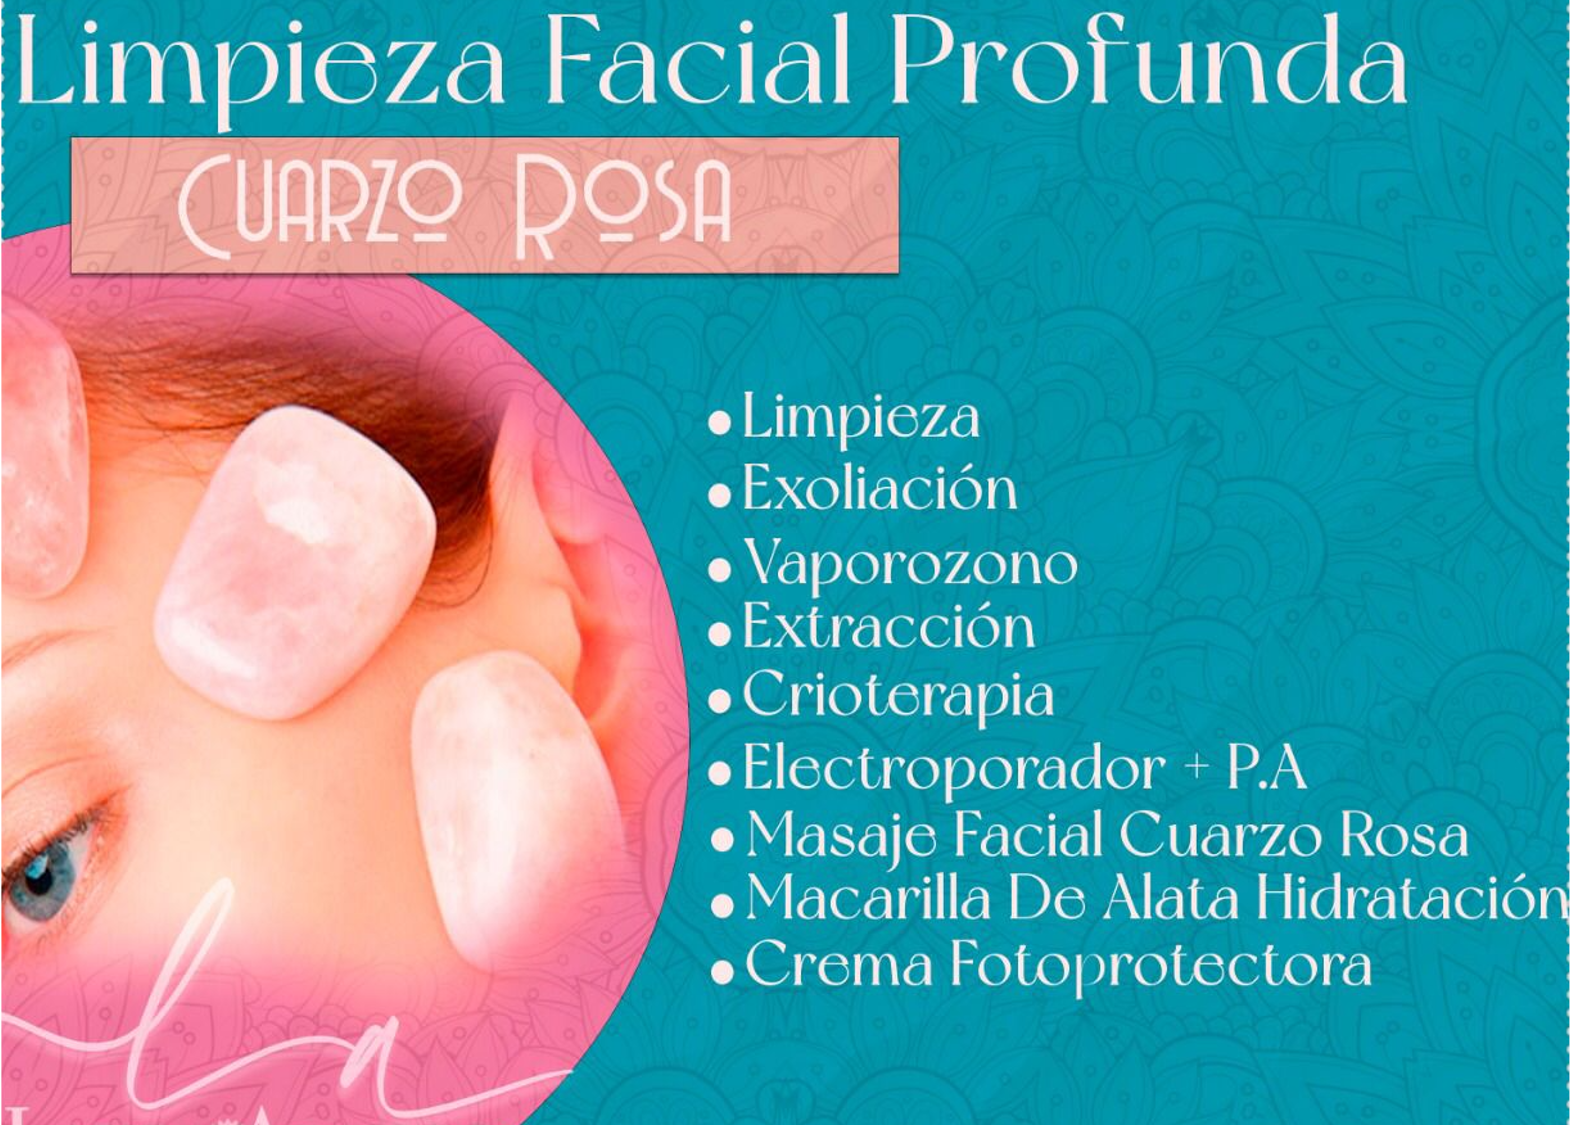 Limpieza Facial Profunda
CUARZO ROSA
• Limpieza
• Exoliación
• Vaporozono
• Extracción
• Crioterapia
• Electroporador + P.A
• Masaje Facial Cuarzo Rosa
• Macarilla De Alata Hidratación
• Crema Fotoprotectora
la